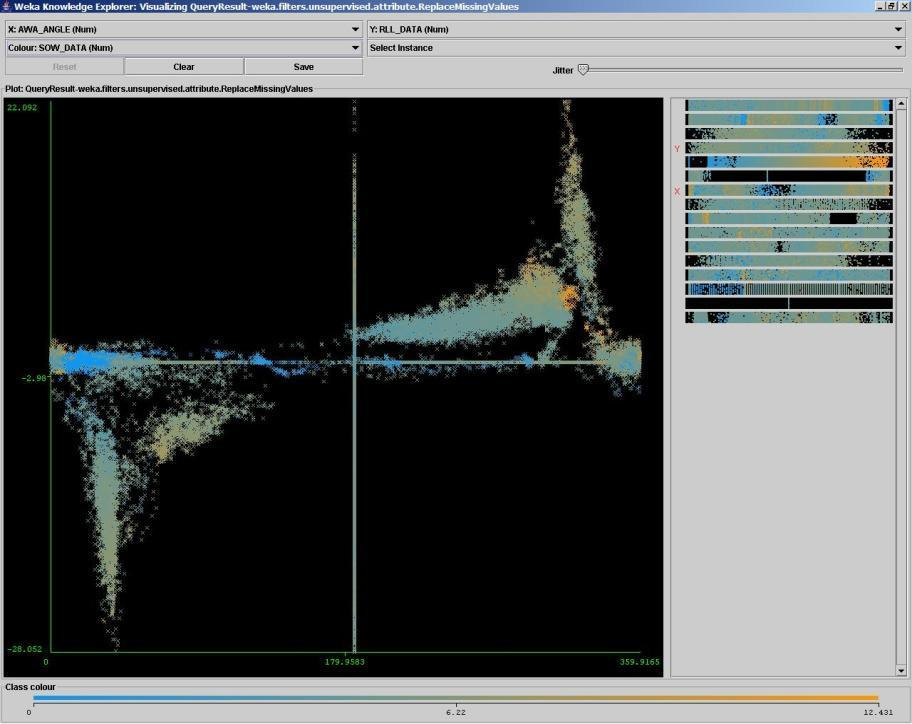 Weka Knowledge Explorer: Visualizing QueryResult-weka.filters.unsupervised.attribute.ReplaceMissingValues
X: AWA_ANGLE (Num)
Y: RLL_DATA (Num)
Colour: SOW_DATA (Num)
Select Instance
Reset
Clear
Save
Jitter
Plot: QueryResult-weka.filters.unsupervised.attribute.ReplaceMissingValues
22.092
Y
X
-2.98
-28.052
0
179.9583
359.9165
Class colour
0
6.22
12.431